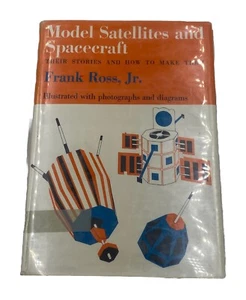 Model Satellites and
Spacecraft
THEIR STORIES AND HOW TO MAKE THEM
Frank Ross, Jr.
Illustrated with photographs and diagrams